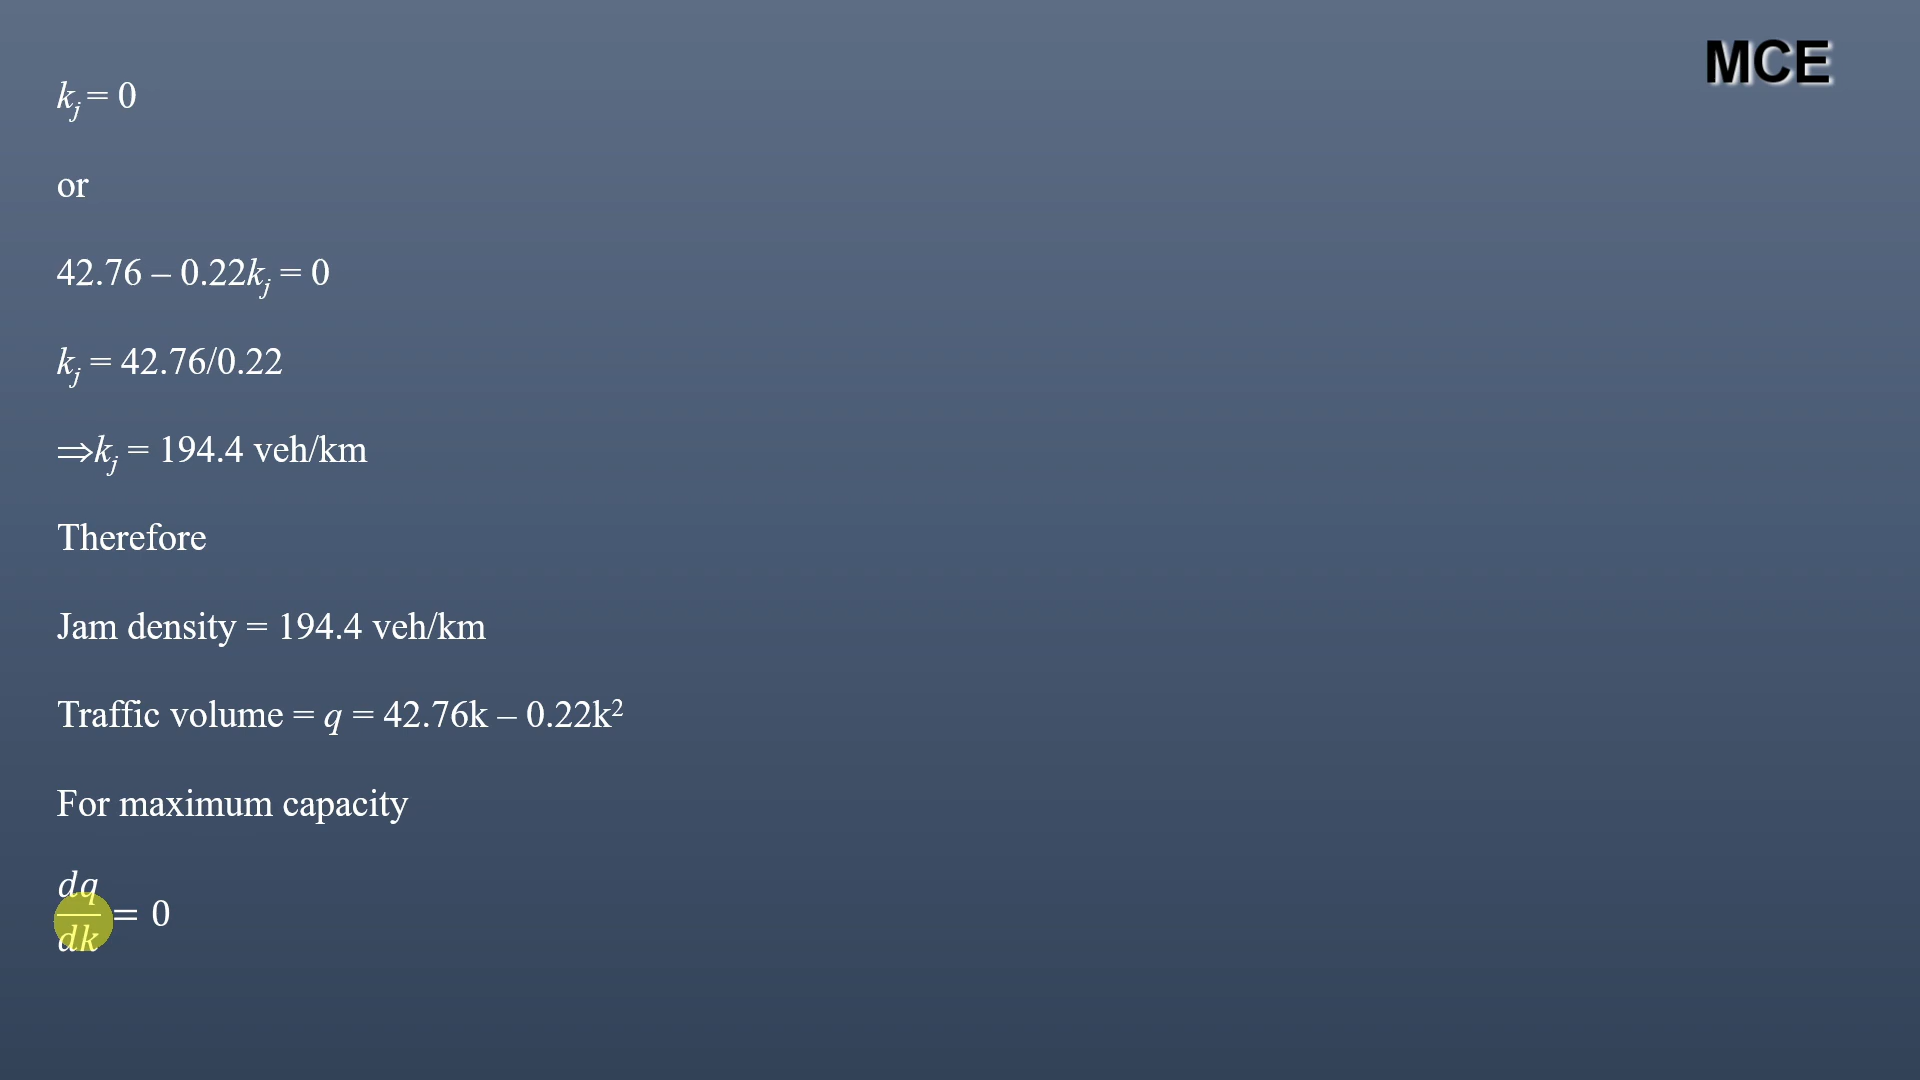 MCE
kj = 0
or
42.76 – 0.22kj = 0
kj = 42.76/0.22
⇒kj = 194.4 veh/km
Therefore
Jam density = 194.4 veh/km
Traffic volume = q = 42.76k – 0.22k²
For maximum capacity
dq/dk = 0